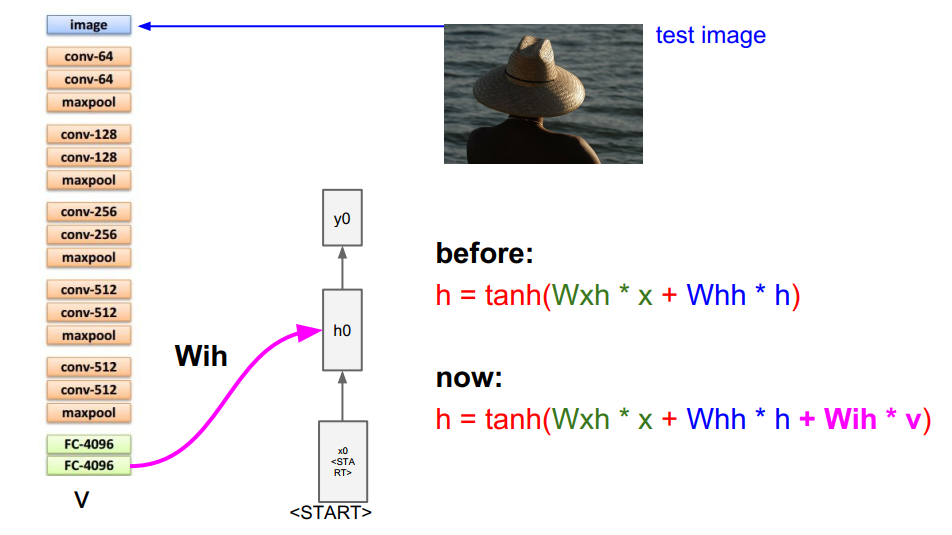 image
conv-64
conv-64
maxpool
conv-128
conv-128
maxpool
conv-256
conv-256
maxpool
conv-512
conv-512
maxpool
conv-512
conv-512
maxpool
FC-4096
FC-4096
v
Wih
y0
h0
x0
<STA
RT>
<START>
test image
before:
h = tanh(Wxh * x + Whh * h)
now:
h = tanh(Wxh * x + Whh * h + Wih * v)